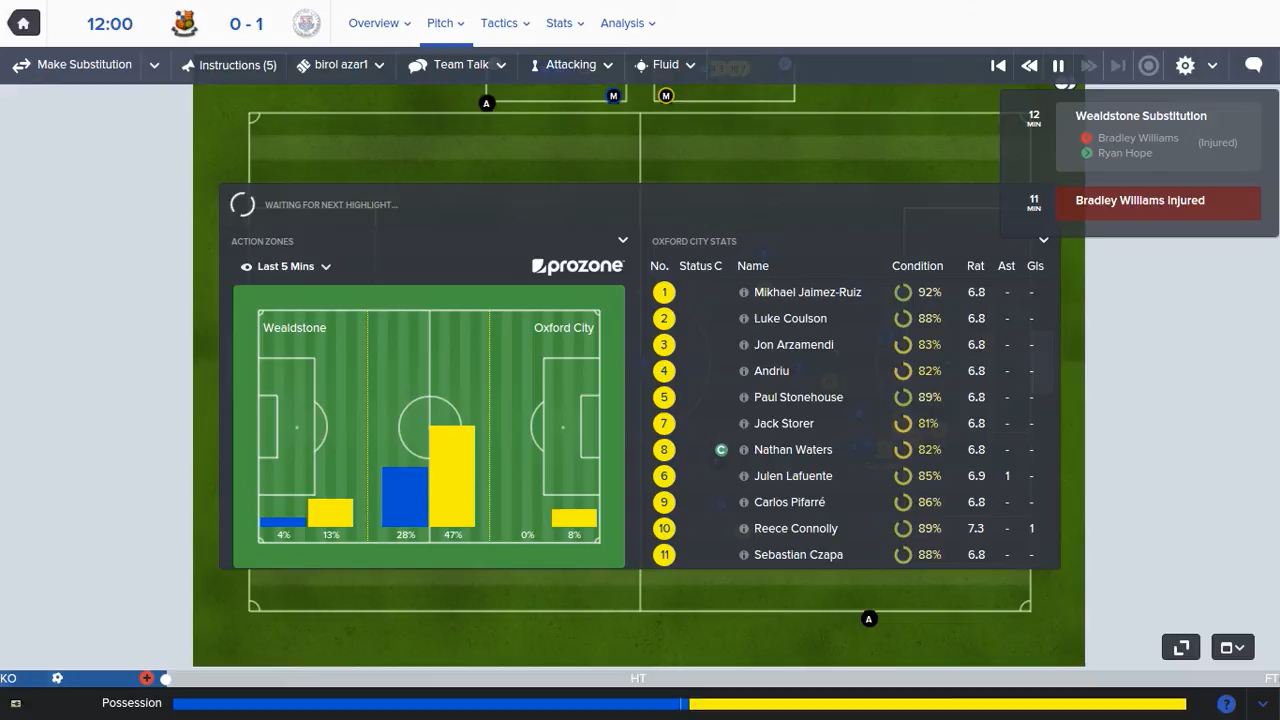 12:00
0 - 1
Overview
Pitch
Tactics
Stats
Analysis
Make Substitution
Instructions (5)
birol azar1
Team Talk
Attacking
Fluid
A
M
M
12 MIN
Wealdstone Substitution
Bradley Williams
(Injured)
Ryan Hope
11 MIN
Bradley Williams Injured
WAITING FOR NEXT HIGHLIGHT...
ACTION ZONES
Last 5 Mins
prozone
Wealdstone
Oxford City
4%
13%
28%
47%
0%
8%
OXFORD CITY STATS
No. Status C Name Condition Rat Ast Gls
1 Mikhael Jaimez-Ruiz 92% 6.8 - -
2 Luke Coulson 88% 6.8 - -
3 Jon Arzamendi 83% 6.8 - -
4 Andriu 82% 6.8 - -
5 Paul Stonehouse 89% 6.8 - -
7 Jack Storer 81% 6.8 - -
8 C Nathan Waters 82% 6.8 - -
6 Julen Lafuente 85% 6.9 1 -
9 Carlos Pifarré 86% 6.8 - -
10 Reece Connolly 89% 7.3 - 1
11 Sebastian Czapa 88% 6.8 - -
A
KO
HT
FT
Possession
?